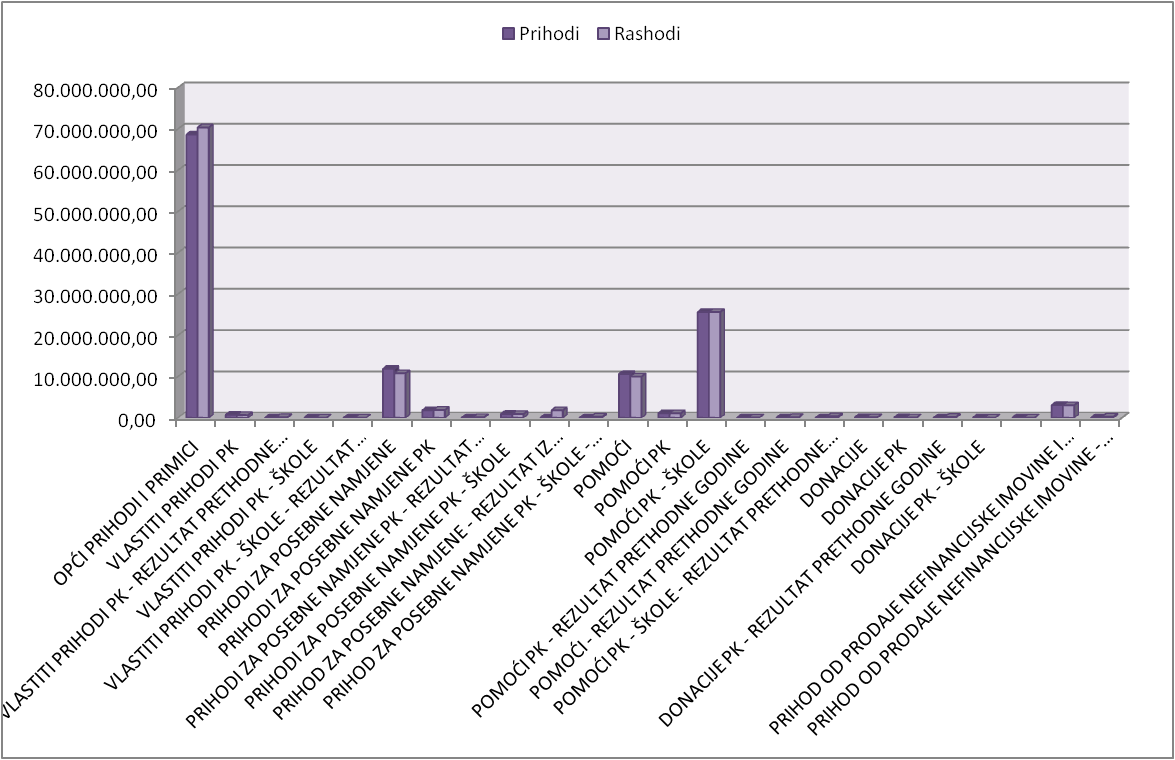 Prihodi
Rashodi
80.000.000,00
70.000.000,00
60.000.000,00
50.000.000,00
40.000.000,00
30.000.000,00
20.000.000,00
10.000.000,00
0,00
OPĆI PRIHODI I PRIMICI
VLASTITI PRIHODI PK
VLASTITI PRIHODI PK - REZULTAT PRETHODNE…
VLASTITI PRIHODI PK - ŠKOLE
VLASTITI PRIHODI PK - ŠKOLE - REZULTAT…
PRIHODI ZA POSEBNE NAMJENE
PRIHODI ZA POSEBNE NAMJENE PK
PRIHODI ZA POSEBNE NAMJENE PK - REZULTAT…
PRIHODI ZA POSEBNE NAMJENE PK - ŠKOLE
PRIHOD ZA POSEBNE NAMJENE - REZULTAT IZ…
PRIHOD ZA POSEBNE NAMJENE PK - ŠKOLE -…
POMOĆI
POMOĆI PK
POMOĆI PK - ŠKOLE
POMOĆI PK - REZULTAT PRETHODNE GODINE
POMOĆI - REZULTAT PRETHODNE GODINE
POMOĆI PK - ŠKOLE - REZULTAT PRETHODNE…
DONACIJE
DONACIJE PK
DONACIJE PK - REZULTAT PRETHODNE GODINE
DONACIJE PK - ŠKOLE
PRIHOD OD PRODAJE NEFINANCIJSKE IMOVINE I…
PRIHOD OD PRODAJE NEFINANCIJSKE IMOVINE -…